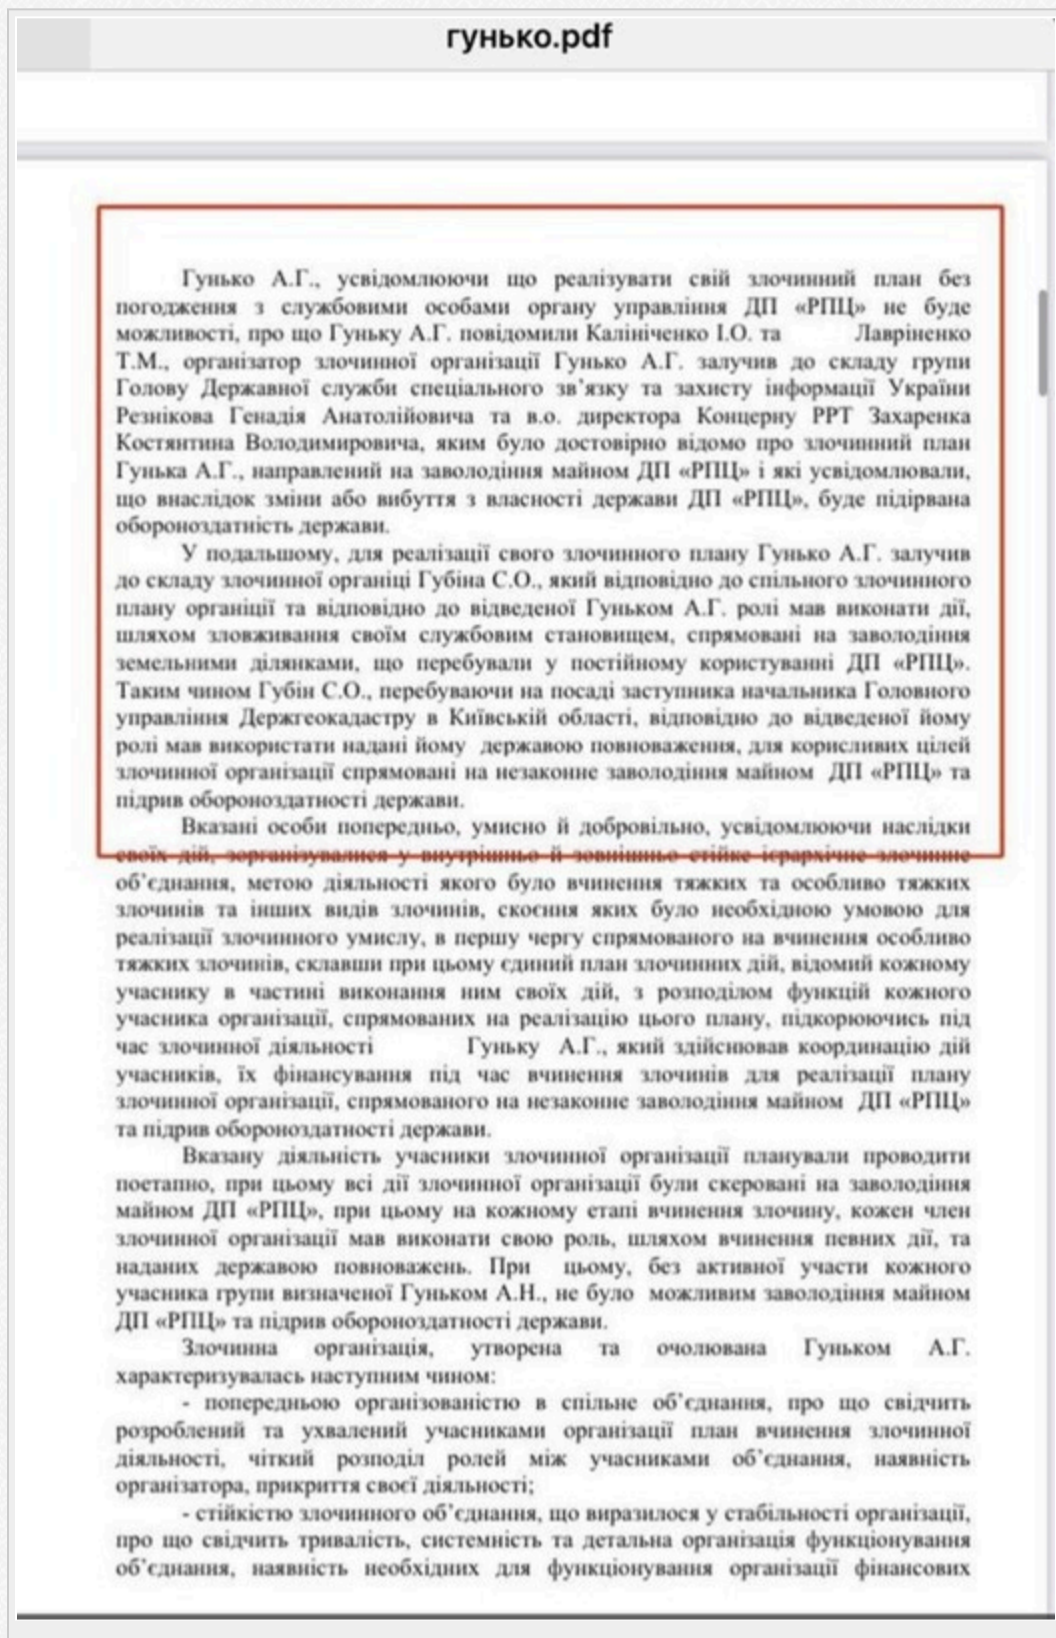 гунько.pdf
Гунько А.Г., усвідомлюючи що реалізувати свій злочинний план без
погодження з службовими особами органу управління ДП «РПЦ» не буде
можливості, про що Гуньку А.Г. повідомили Калініченко І.О. та Лавріненко
Т.М., організатор злочинної організації Гунько А.Г. залучив до складу групи
Голову Державної служби спеціального зв’язку та захисту інформації України
Резнікова Генадія Анатолійовича та в.о. директора Концерну РРТ Захаренка
Костянтина Володимировича, яким було достовірно відомо про злочинний план
Гунька А.Г., направлений на заволодіння майном ДП «РПЦ» і які усвідомлювали,
що внаслідок зміни або вибуття з власності держави ДП «РПЦ», буде підірвана
обороноздатність держави.
У подальшому, для реалізації свого злочинного плану Гунько А.Г. залучив
до складу злочинної органіці Губіна С.О., який відповідно до спільного злочинного
плану органіції та відповідно до відведеної Гуньком А.Г. ролі мав виконати дії,
шляхом зловживання своїм службовим становищем, спрямовані на заволодіння
земельними ділянками, що перебували у постійному користуванні ДП «РПЦ».
Таким чином Губін С.О., перебуваючи на посаді заступника начальника Головного
управління Держгеокадастру в Київській області, відповідно до відведеної йому
ролі мав використати надані йому державою повноваження, для корисливих цілей
злочинної організації спрямовані на незаконне заволодіння майном ДП «РПЦ» та
підрив обороноздатності держави.
Вказані особи попередньо, умисно й добровільно, усвідомлюючи наслідки
своїх дій, зорганізувалися у внутрішньо й зовнішньо стійке ієрархічне злочинне
об’єднання, метою діяльності якого було вчинення тяжких та особливо тяжких
злочинів та інших видів злочинів, скоєння яких було необхідною умовою для
реалізації злочинного умислу, в першу чергу спрямованого на вчинення особливо
тяжких злочинів, склавши при цьому єдиний план злочинних дій, відомий кожному
учаснику в частині виконання ним своїх дій, з розподілом функцій кожного
учасника організації, спрямованих на реалізацію цього плану, підкорюючись під
час злочинної діяльності Гуньку А.Г., який здійснював координацію дій
учасників, їх фінансування під час вчинення злочинів для реалізації плану
злочинної організації, спрямованого на незаконне заволодіння майном ДП «РПЦ»
та підрив обороноздатності держави.
Вказану діяльність учасники злочинної організації планували проводити
поетапно, при цьому всі дії злочинної організації були скеровані на заволодіння
майном ДП «РПЦ», при цьому на кожному етапі вчинення злочину, кожен член
злочинної організації мав виконати свою роль, шляхом вчинення певних дії, та
наданих державою повноважень. При цьому, без активної участи кожного
учасника групи визначеної Гуньком А.Н., не було можливим заволодіння майном
ДП «РПЦ» та підрив обороноздатності держави.
Злочинна організація, утворена та очолювана Гуньком А.Г.
характеризувалась наступним чином:
- попередньою організованістю в спільне об’єднання, про що свідчить
розроблений та ухвалений учасниками організації план вчинення злочинної
діяльності, чіткий розподіл ролей між учасниками об’єднання, наявність
організатора, прикриття своєї діяльності;
- стійкістю злочинного об’єднання, що виразилося у стабільності організації,
про що свідчить тривалість, системність та детальна організація функціонування
об’єднання, наявність необхідних для функціонування організації фінансових